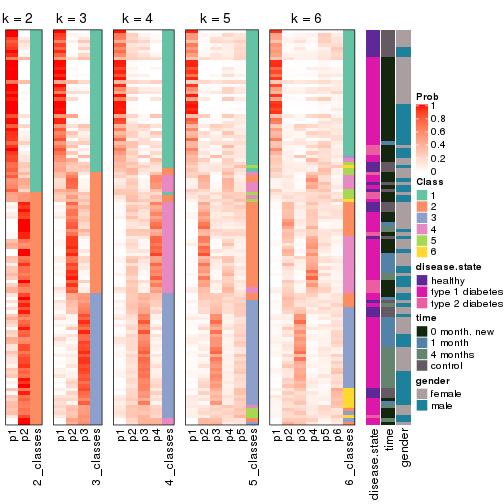 k = 2 k = 3 k = 4 k = 5 k = 6
Prob
1
0.8
0.6
0.4
0.2
0
Class
1
2
3
4
5
6
disease.state
healthy
type 1 diabetes
type 2 diabetes
time
0 month. new
1 month
4 months
control
gender
female
male
p1 p2 2_classes p1 p2 p3 3_classes p1 p2 p3 p4 4_classes p1 p2 p3 p4 p5 5_classes p1 p2 p3 p4 p5 p6 6_classes disease.state time gender